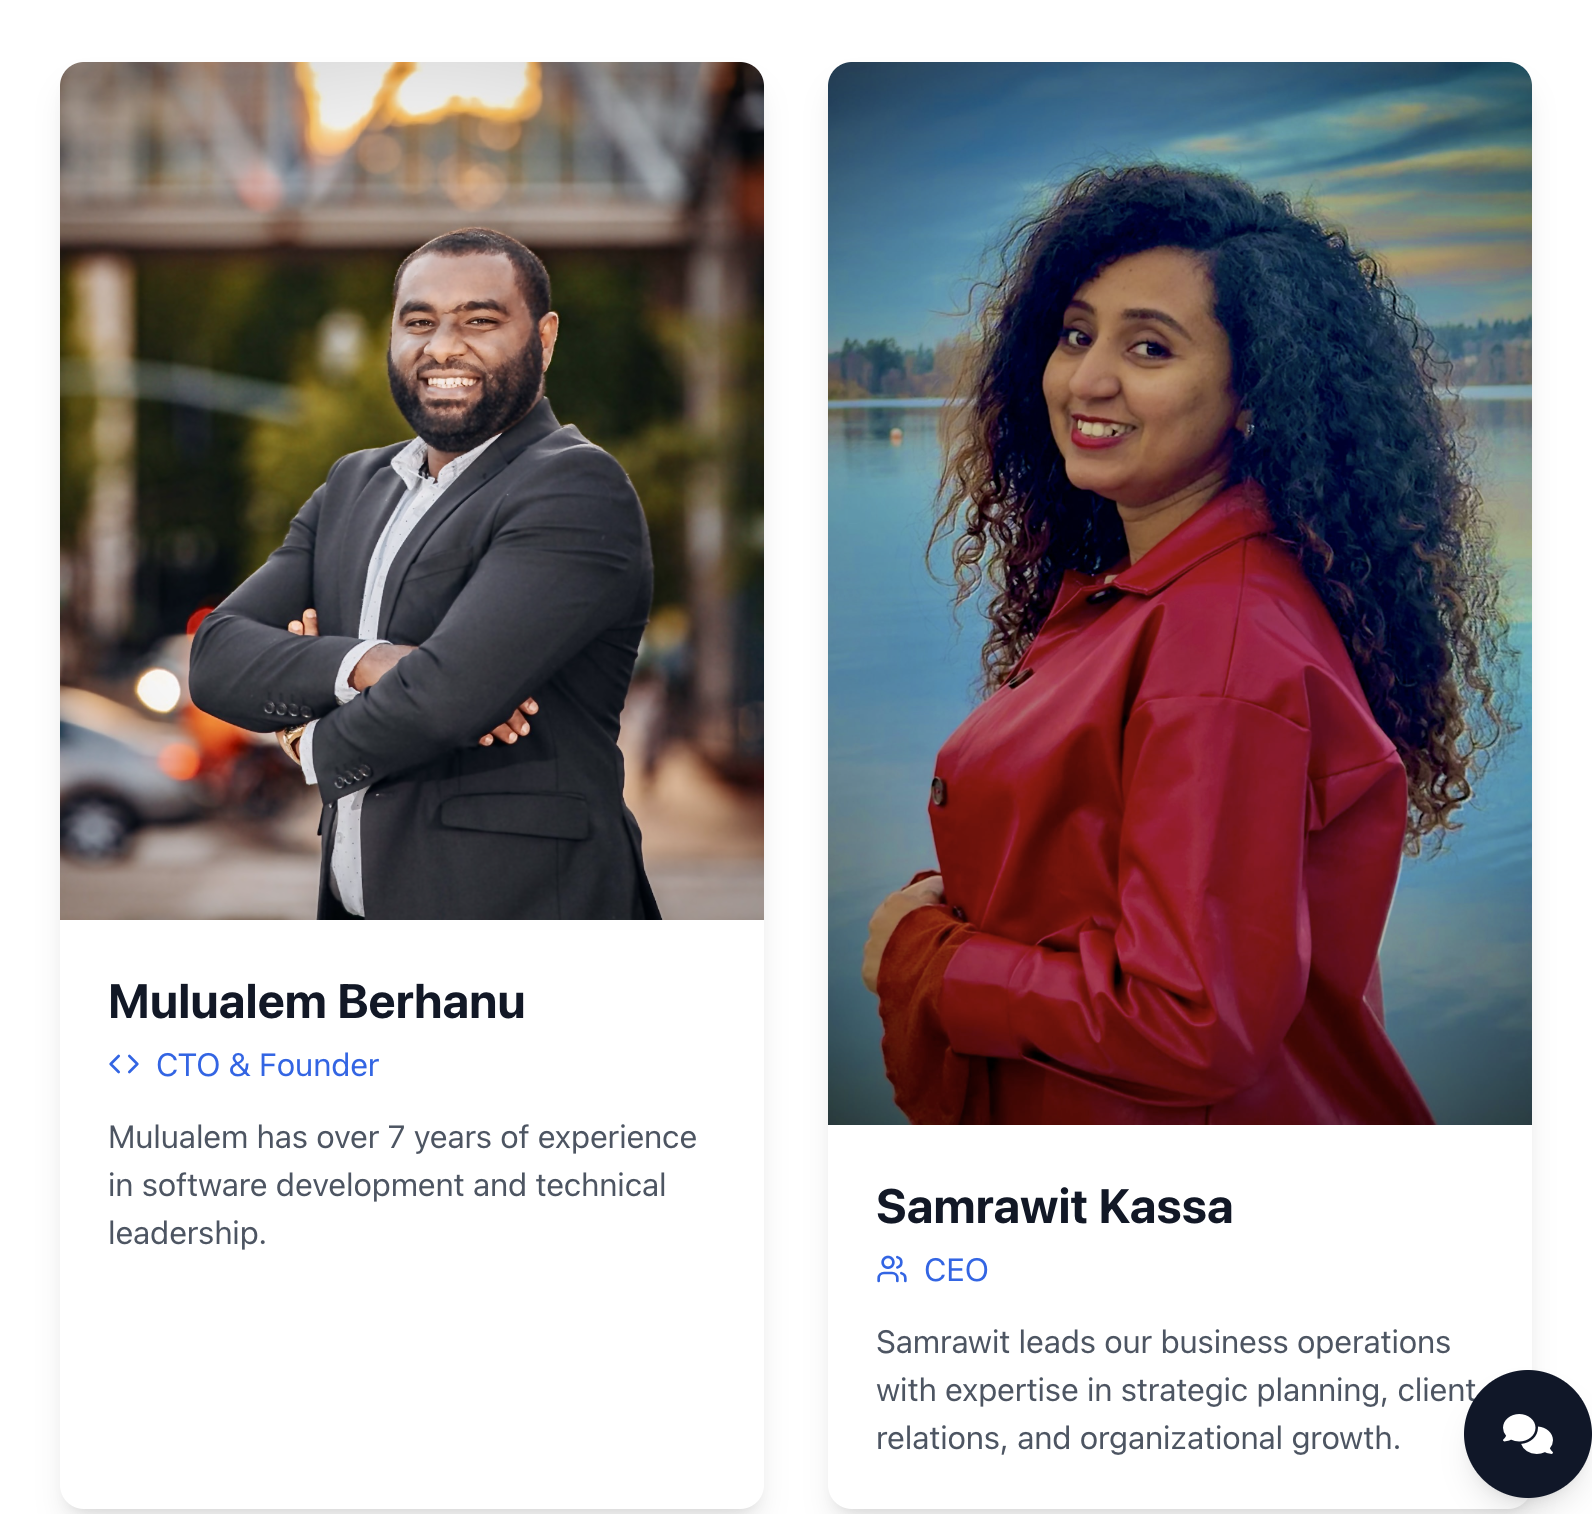 Mulualem Berhanu
CTO & Founder
Mulualem has over 7 years of experience
in software development and technical
leadership.
Samrawit Kassa
CEO
Samrawit leads our business operations
with expertise in strategic planning, client
relations, and organizational growth.